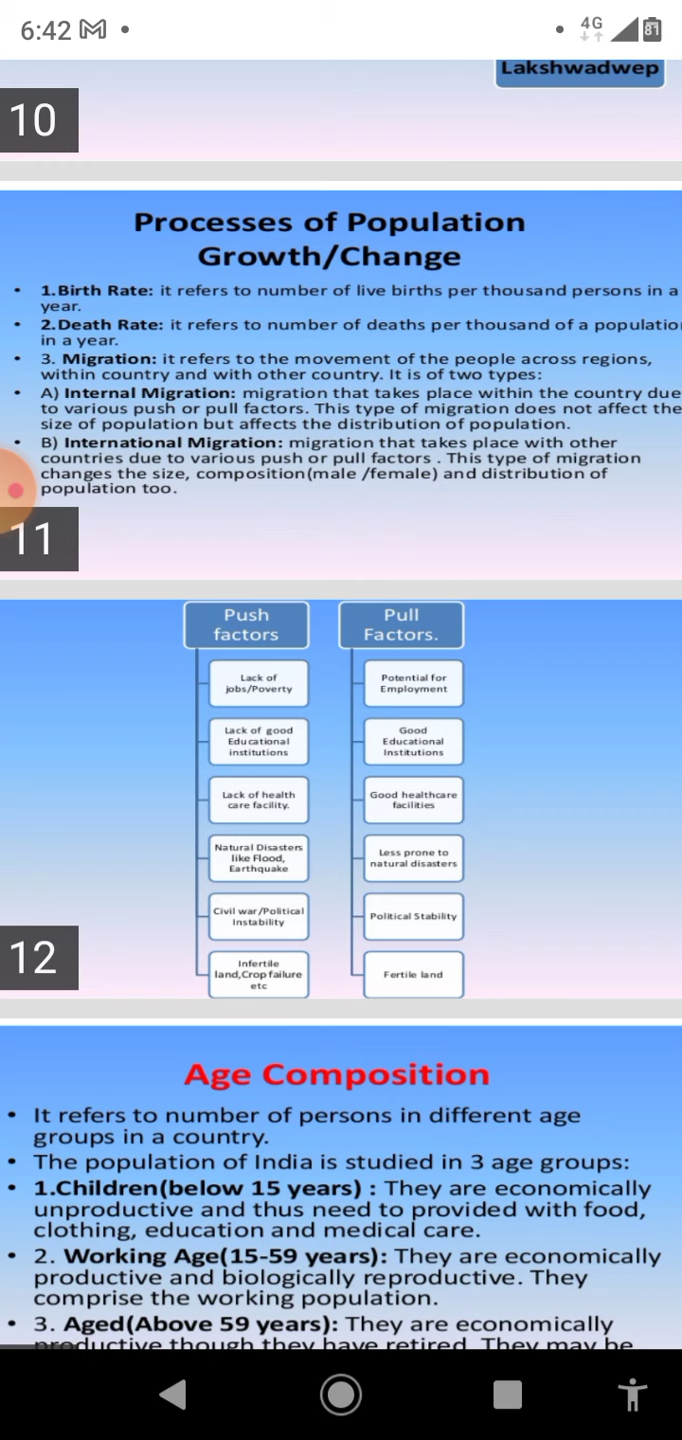 6:42
4G
81
Lakshwadwep
10
Processes of Population
Growth/Change
• 1.Birth Rate: it refers to number of live births per thousand persons in a
year.
• 2.Death Rate: it refers to number of deaths per thousand of a populatio
in a year.
• 3. Migration: it refers to the movement of the people across regions,
within country and with other country. It is of two types:
• A) Internal Migration: migration that takes place within the country due
to various push or pull factors. This type of migration does not affect the
size of population but affects the distribution of population.
• B) International Migration: migration that takes place with other
countries due to various push or pull factors . This type of migration
changes the size, composition(male /female) and distribution of
population too.
11
Push
factors
Lack of
jobs/Poverty
Lack of good
Educational
institutions
Lack of health
care facility.
Natural Disasters
like Flood,
Earthquake
Civil war/Political
Instability
Infertile
land,Crop failure
etc
Pull
Factors.
Potential for
Employment
Good
Educational
Institutions
Good healthcare
facilities
Less prone to
natural disasters
Political Stability
Fertile land
12
Age Composition
• It refers to number of persons in different age
groups in a country.
• The population of India is studied in 3 age groups:
• 1.Children(below 15 years) : They are economically
unproductive and thus need to provided with food,
clothing, education and medical care.
• 2. Working Age(15-59 years): They are economically
productive and biologically reproductive. They
comprise the working population.
• 3. Aged(Above 59 years): They are economically
productive though they have retired. They may be